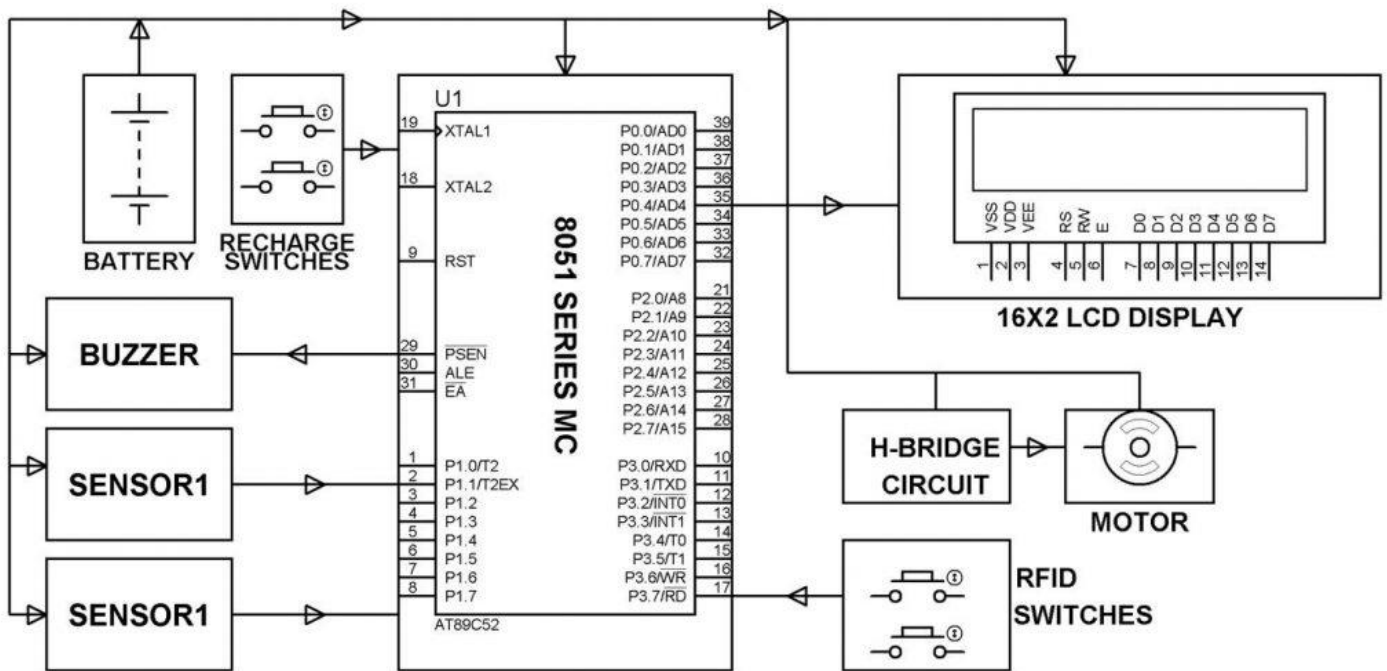 BATTERY
RECHARGE
SWITCHES
BUZZER
SENSOR1
SENSOR1
U1
19 XTAL1
18 XTAL2
9 RST
29 PSEN
30 ALE
31 EA
1 P1.0/T2
2 P1.1/T2EX
3 P1.2
4 P1.3
5 P1.4
6 P1.5
7 P1.6
8 P1.7
8051 SERIES MC
P0.0/AD0 39
P0.1/AD1 38
P0.2/AD2 37
P0.3/AD3 36
P0.4/AD4 35
P0.5/AD5 34
P0.6/AD6 33
P0.7/AD7 32
P2.0/A8 21
P2.1/A9 22
P2.2/A10 23
P2.3/A11 24
P2.4/A12 25
P2.5/A13 26
P2.6/A14 27
P2.7/A15 28
P3.0/RXD 10
P3.1/TXD 11
P3.2/INT0 12
P3.3/INT1 13
P3.4/T0 14
P3.5/T1 15
P3.6/WR 16
P3.7/RD 17
AT89C52
VSS VDD VEE RS RW E D0 D1 D2 D3 D4 D5 D6 D7
1 2 3 4 5 6 7 8 9 10 11 12 13 14
16X2 LCD DISPLAY
H-BRIDGE
CIRCUIT
MOTOR
RFID
SWITCHES